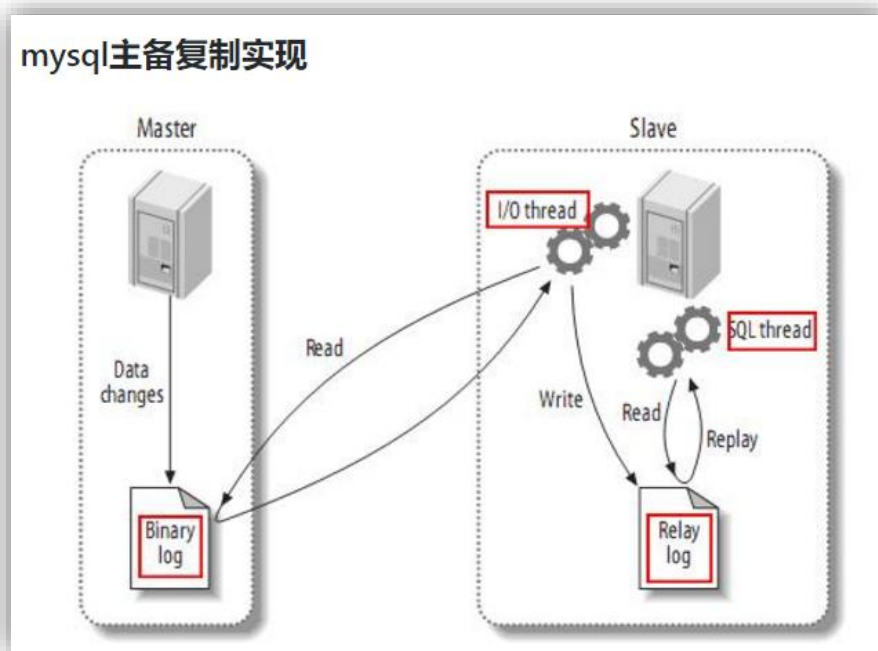 mysql主备复制实现
Master
Slave
I/O thread
Read
SQL thread
Data
changes
Write
Read
Replay
Binary
log
Relay
log